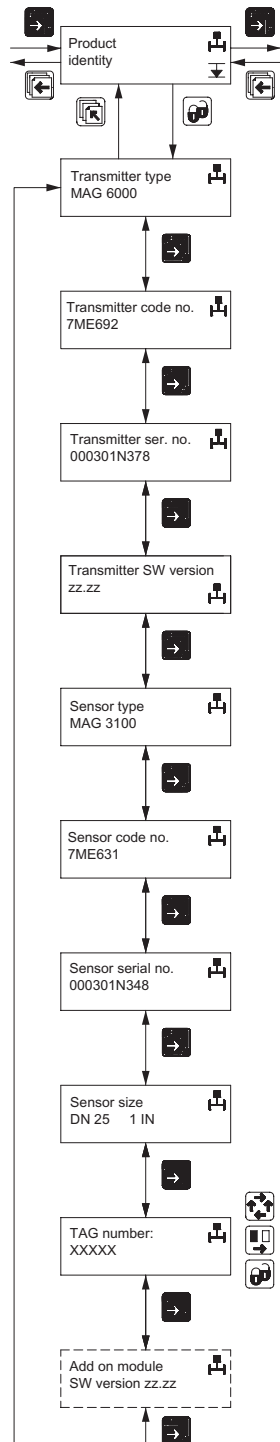 Product
identity
Transmitter type
MAG 6000
Transmitter code no.
7ME692
Transmitter ser. no.
000301N378
Transmitter SW version
zz.zz
Sensor type
MAG 3100
Sensor code no.
7ME631
Sensor serial no.
000301N348
Sensor size
DN 25 1 IN
TAG number:
XXXXX
Add on module
SW version zz.zz